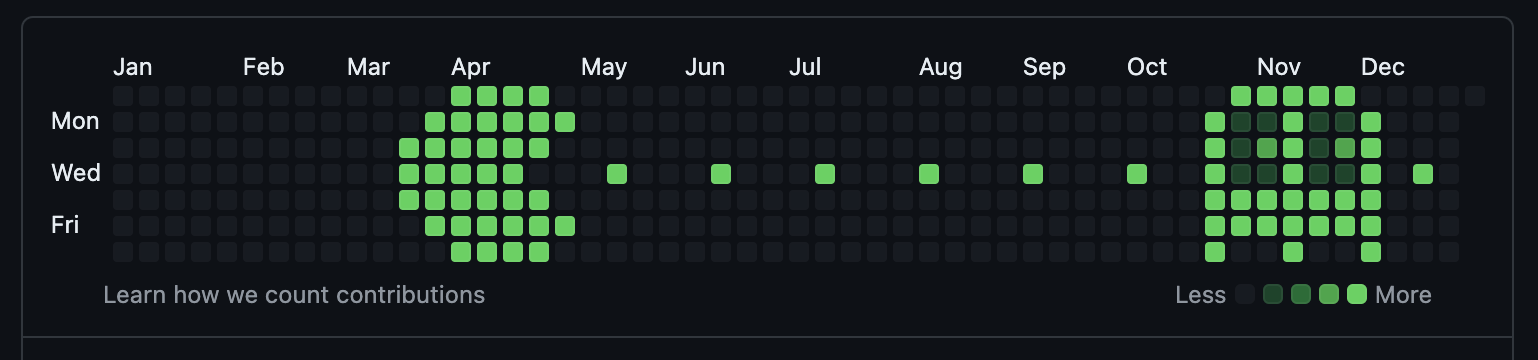 Jan Feb Mar Apr May Jun Jul Aug Sep Oct Nov Dec
Mon
Wed
Fri
Learn how we count contributions Less More